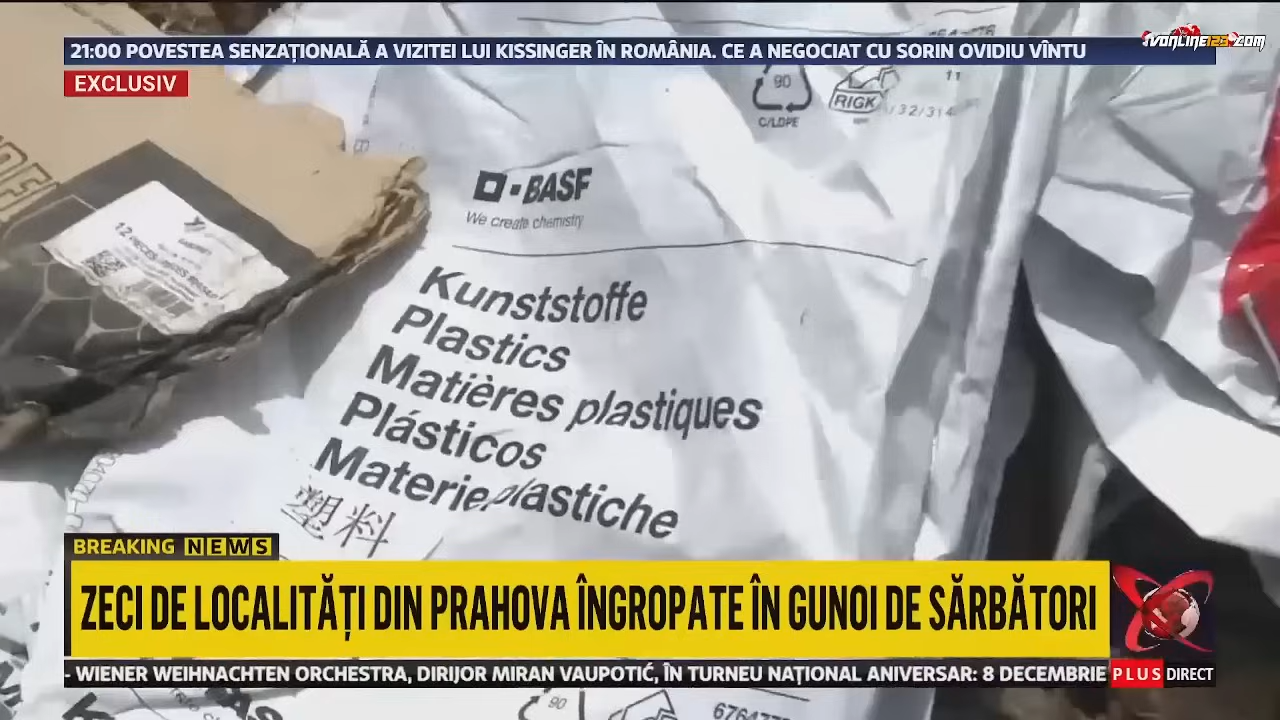 21:00 POVESTEA SENZAȚIONALĂ A VIZITEI LUI KISSINGER ÎN ROMÂNIA. CE A NEGOCIAT CU SORIN OVIDIU VÎNTU
tvonline123.com
EXCLUSIV
90
C/LDPE
RIGK
BASF
We create chemistry
Kunststoffe
Plastics
Matières plastiques
Plásticos
Materie plastiche
塑料
BREAKING NEWS
ZECI DE LOCALITĂȚI DIN PRAHOVA ÎNGROPATE ÎN GUNOI DE SĂRBĂTORI
- WIENER WEIHNACHTEN ORCHESTRA, DIRIJOR MIRAN VAUPOTIĆ, ÎN TURNEU NAȚIONAL ANIVERSAR: 8 DECEMBRIE
PLUS DIRECT
90